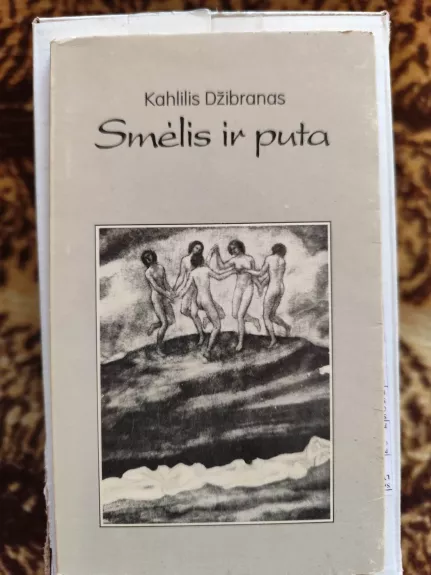 Kahlilis Džibranas
Smėlis ir puta